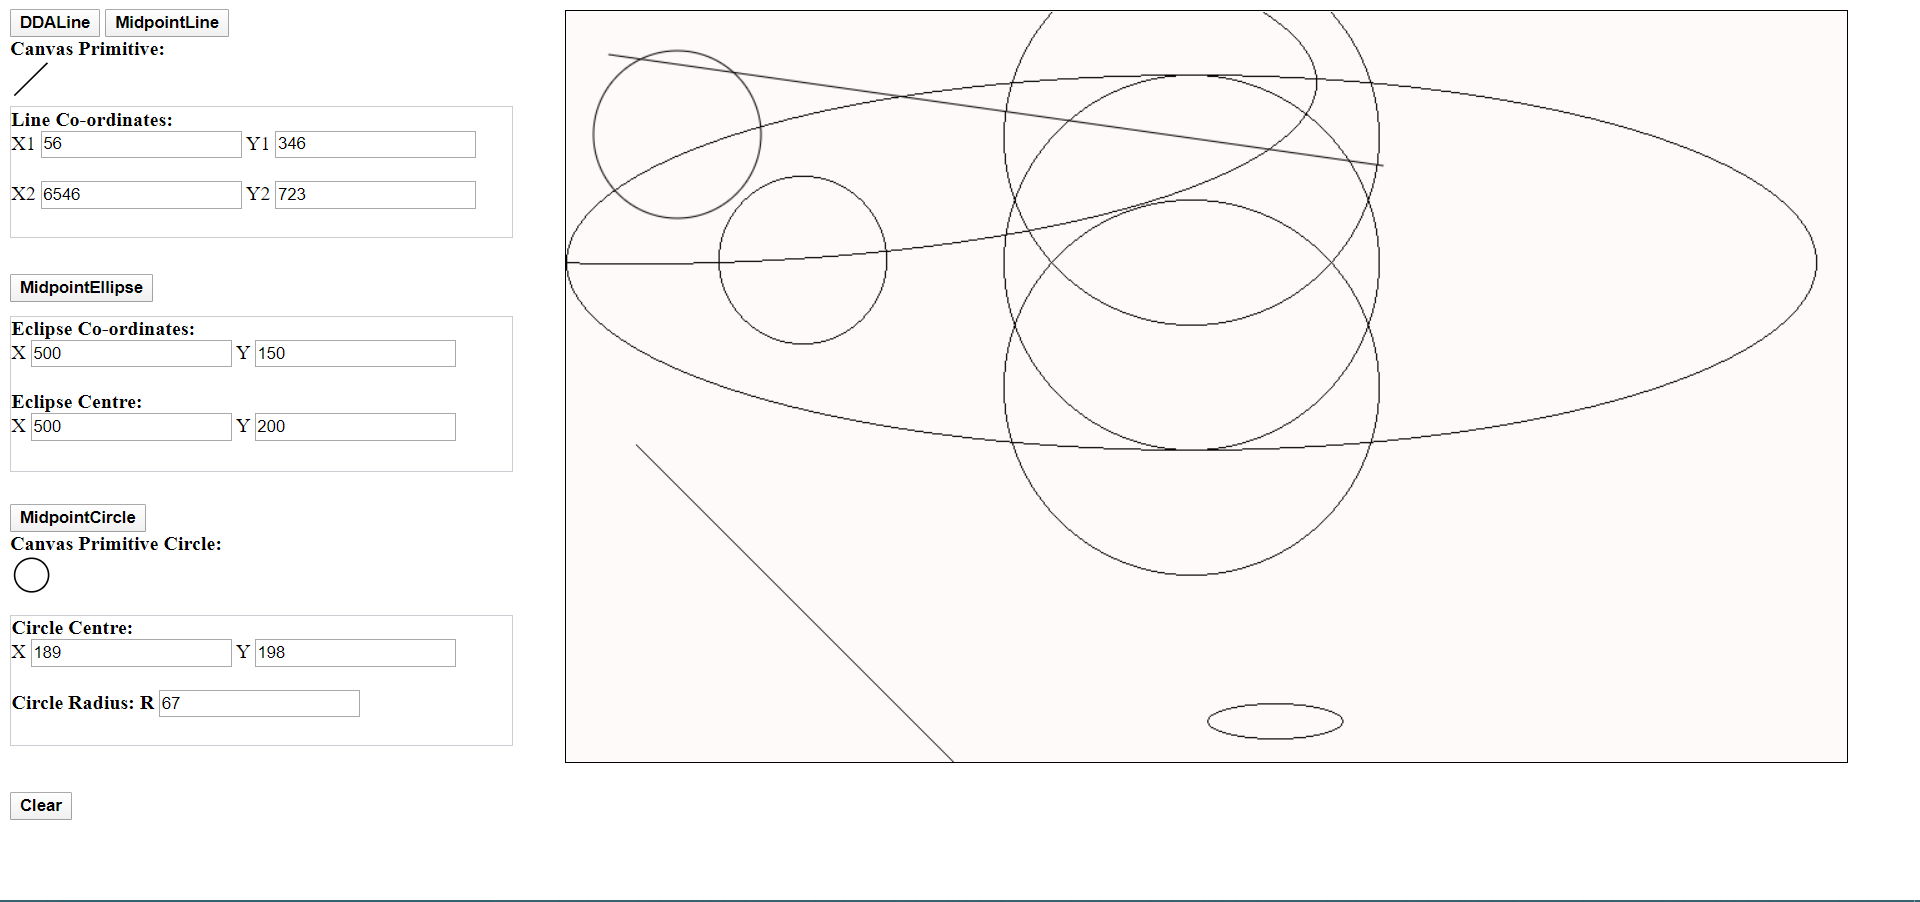 DDALine MidpointLine
Canvas Primitive:
Line Co-ordinates:
X1 56 Y1 346
X2 6546 Y2 723
MidpointEllipse
Eclipse Co-ordinates:
X 500 Y 150
Eclipse Centre:
X 500 Y 200
MidpointCircle
Canvas Primitive Circle:
Circle Centre:
X 189 Y 198
Circle Radius: R 67
Clear